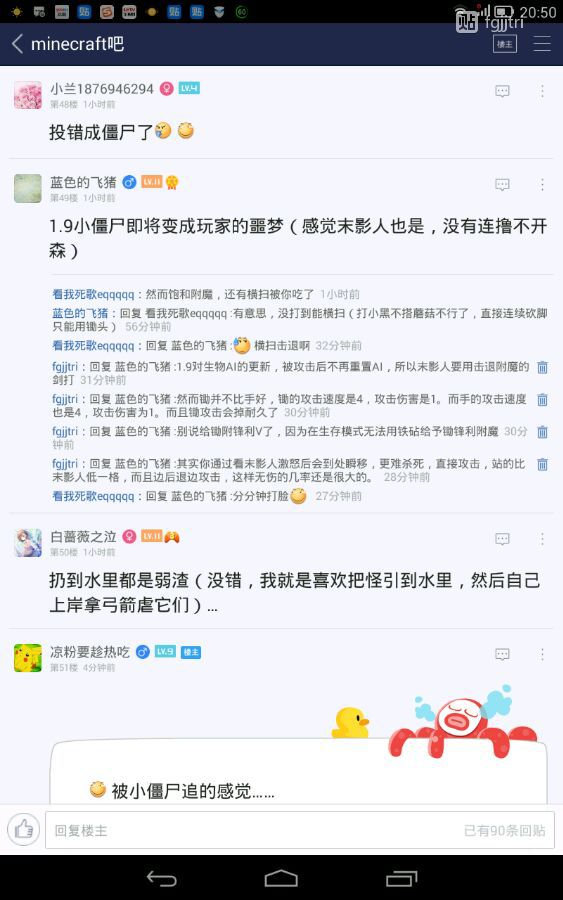 20:50
贴 fgjjtri
minecraft吧
楼主
小兰1876946294 LV.4
第48楼 1小时前
投错成僵尸了
蓝色的飞猪 LV.11
第49楼 1小时前
1.9小僵尸即将变成玩家的噩梦（感觉末影人也是，没有连撸不开
森）
看我死歌eqqqqq：然而饱和附魔，还有横扫被你吃了 1小时前
蓝色的飞猪：回复 看我死歌eqqqqq :有意思，没打到能横扫（打小黑不搭蘑菇不行了，直接连续砍脚
只能用锄头） 56分钟前
看我死歌eqqqqq：回复 蓝色的飞猪: 横扫击退啊 32分钟前
fgjjtri：回复 蓝色的飞猪 :1.9对生物AI的更新，被攻击后不再重置AI，所以末影人要用击退附魔的
剑打 31分钟前
fgjjtri：回复 蓝色的飞猪 :然而锄并不比手好，锄的攻击速度是4，攻击伤害是1。而手的攻击速度
也是4，攻击伤害为1。而且锄攻击会掉耐久了 30分钟前
fgjjtri：回复 蓝色的飞猪 :别说给锄附锋利V了，因为在生存模式无法用铁砧给予锄锋利附魔 30分
钟前
fgjjtri：回复 蓝色的飞猪 :其实你通过看末影人激怒后会到处瞬移，更难杀死，直接攻击，站的比
末影人低一格，而且边后退边攻击，这样无伤的几率还是很大的。 28分钟前
看我死歌eqqqqq：回复 蓝色的飞猪 :分分钟打脸 27分钟前
白蔷薇之泣 LV.11 3
第50楼 1小时前
扔到水里都是弱渣（没错，我就是喜欢把怪引到水里，然后自己
上岸拿弓箭虐它们）...
凉粉要趁热吃 LV.9 楼主
第51楼 4分钟前
被小僵尸追的感觉……
回复楼主
已有90条回贴